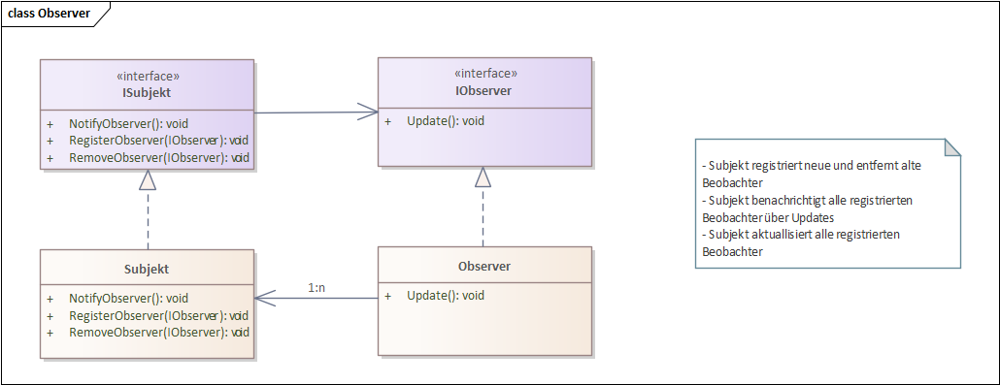 class Observer
«interface»
ISubjekt
+ NotifyObserver(): void
+ RegisterObserver(IObserver): void
+ RemoveObserver(IObserver): void
«interface»
IObserver
+ Update(): void
- Subjekt registriert neue und entfernt alte
Beobachter
- Subjekt benachrichtigt alle registrierten
Beobachter über Updates
- Subjekt aktuallisiert alle registrierten
Beobachter
Subjekt
+ NotifyObserver(): void
+ RegisterObserver(IObserver): void
+ RemoveObserver(IObserver): void
1:n
Observer
+ Update(): void